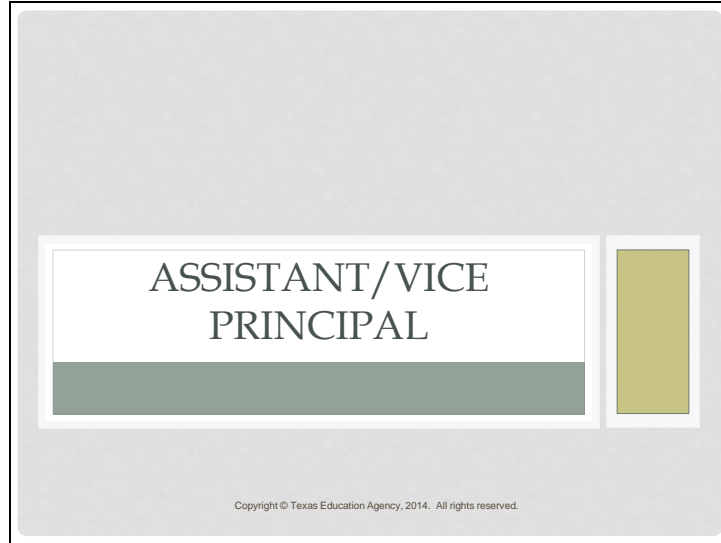 ASSISTANT/VICE
PRINCIPAL
Copyright © Texas Education Agency, 2014. All rights reserved.